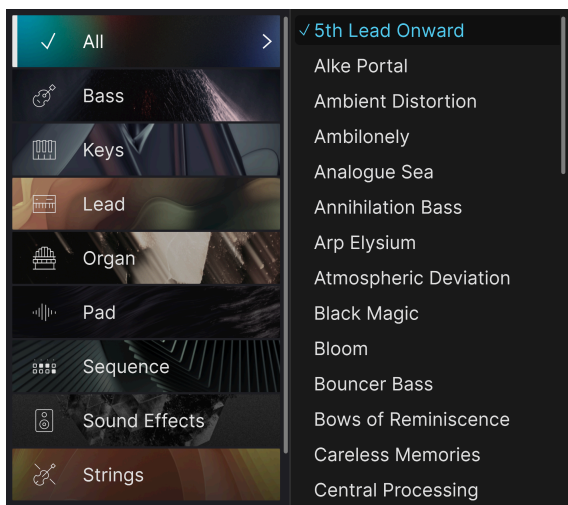 All
Bass
Keys
Lead
Organ
Pad
Sequence
Sound Effects
Strings
5th Lead Onward
Alke Portal
Ambient Distortion
Ambilonely
Analogue Sea
Annihilation Bass
Arp Elysium
Atmospheric Deviation
Black Magic
Bloom
Bouncer Bass
Bows of Reminiscence
Careless Memories
Central Processing